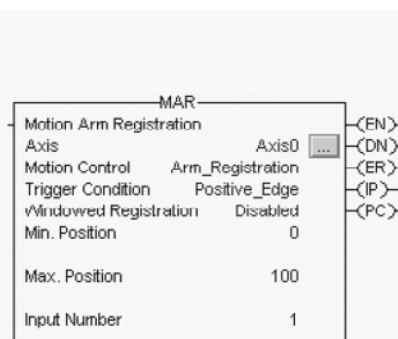 MAR
Motion Arm Registration
(EN)
Axis Axis0 ... (DN)
Motion Control Arm_Registration (ER)
Trigger Condition Positive_Edge (IP)
Windowed Registration Disabled (PC)
Min. Position 0
Max. Position 100
Input Number 1